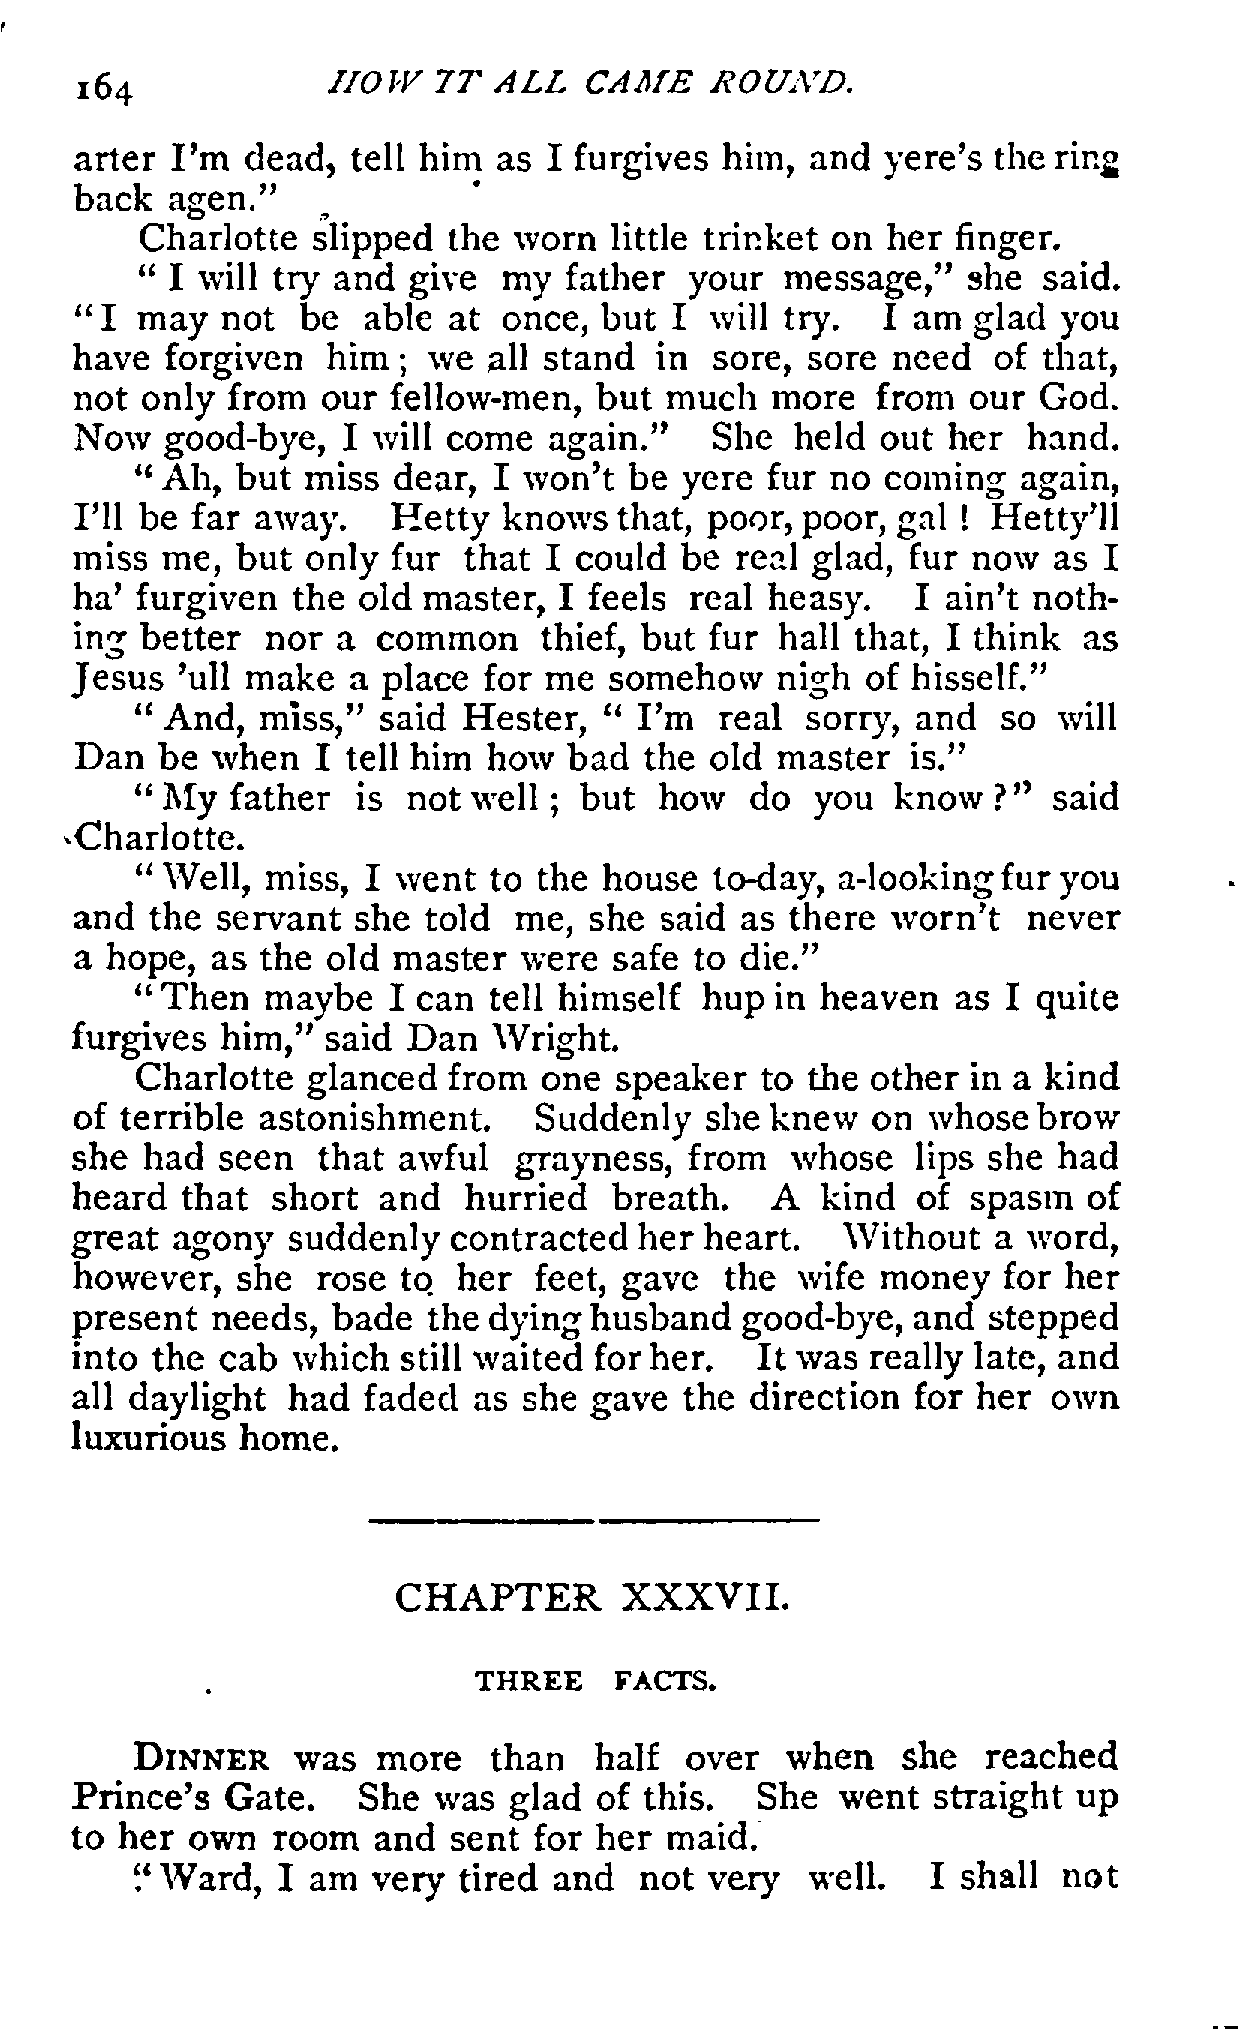 164 HOW IT ALL CAME ROUND.
arter I'm dead, tell him as I furgives him, and yere's the ring
back agen."
Charlotte slipped the worn little trinket on her finger.
"I will try and give my father your message," she said.
"I may not be able at once, but I will try. I am glad you
have forgiven him; we all stand in sore, sore need of that,
not only from our fellow-men, but much more from our God.
Now good-bye, I will come again." She held out her hand.
"Ah, but miss dear, I won't be yere fur no coming again,
I'll be far away. Hetty knows that, poor, poor, gal! Hetty'll
miss me, but only fur that I could be real glad, fur now as I
ha' furgiven the old master, I feels real heasy. I ain't noth-
ing better nor a common thief, but fur hall that, I think as
Jesus 'ull make a place for me somehow nigh of hisself."
"And, miss," said Hester, "I'm real sorry, and so will
Dan be when I tell him how bad the old master is."
"My father is not well; but how do you know?" said
Charlotte.
"Well, miss, I went to the house to-day, a-looking fur you
and the servant she told me, she said as there worn't never
a hope, as the old master were safe to die."
"Then maybe I can tell himself hup in heaven as I quite
furgives him," said Dan Wright.
Charlotte glanced from one speaker to the other in a kind
of terrible astonishment. Suddenly she knew on whose brow
she had seen that awful grayness, from whose lips she had
heard that short and hurried breath. A kind of spasm of
great agony suddenly contracted her heart. Without a word,
however, she rose to her feet, gave the wife money for her
present needs, bade the dying husband good-bye, and stepped
into the cab which still waited for her. It was really late, and
all daylight had faded as she gave the direction for her own
luxurious home.
CHAPTER XXXVII.
THREE FACTS.
DINNER was more than half over when she reached
Prince's Gate. She was glad of this. She went straight up
to her own room and sent for her maid.
"Ward, I am very tired and not very well. I shall not